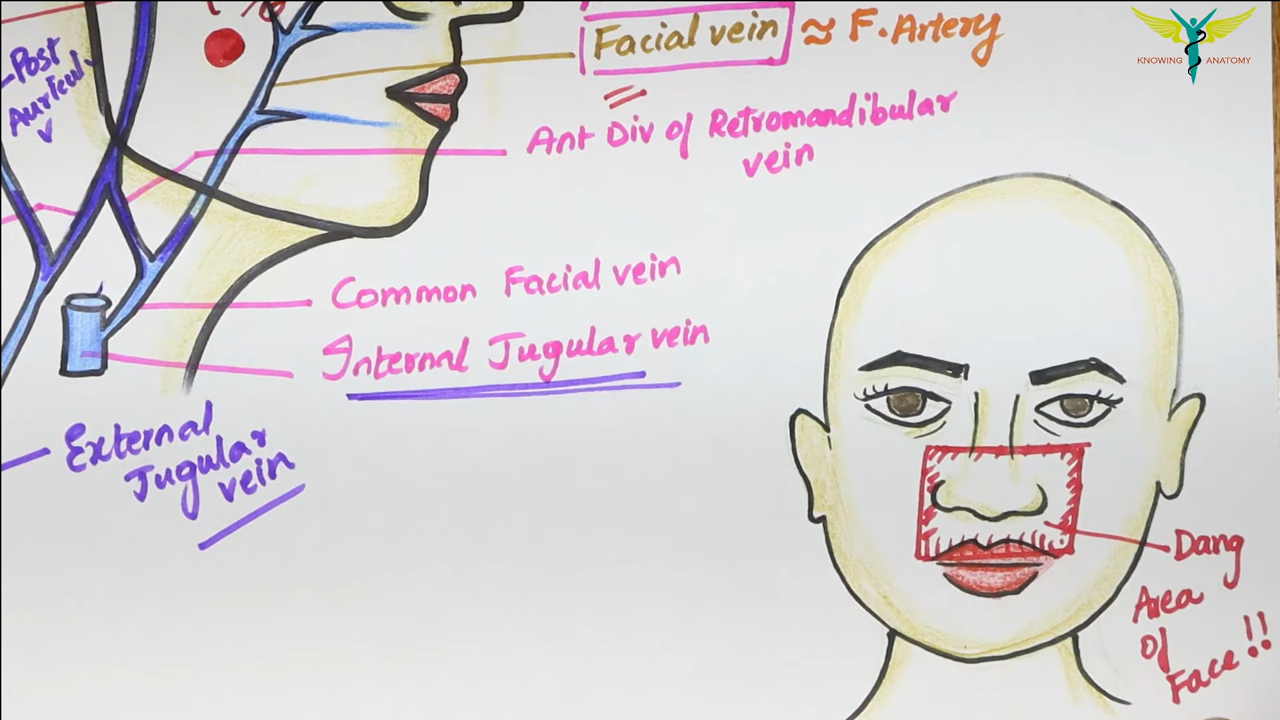 Facial vein ≈ F. Artery
KNOWING ANATOMY
Post
Auricul
v
Ant Div of Retromandibular
vein
Common Facial vein
Internal Jugular vein
External
Jugular
vein
Dang
Area
of
Face!!